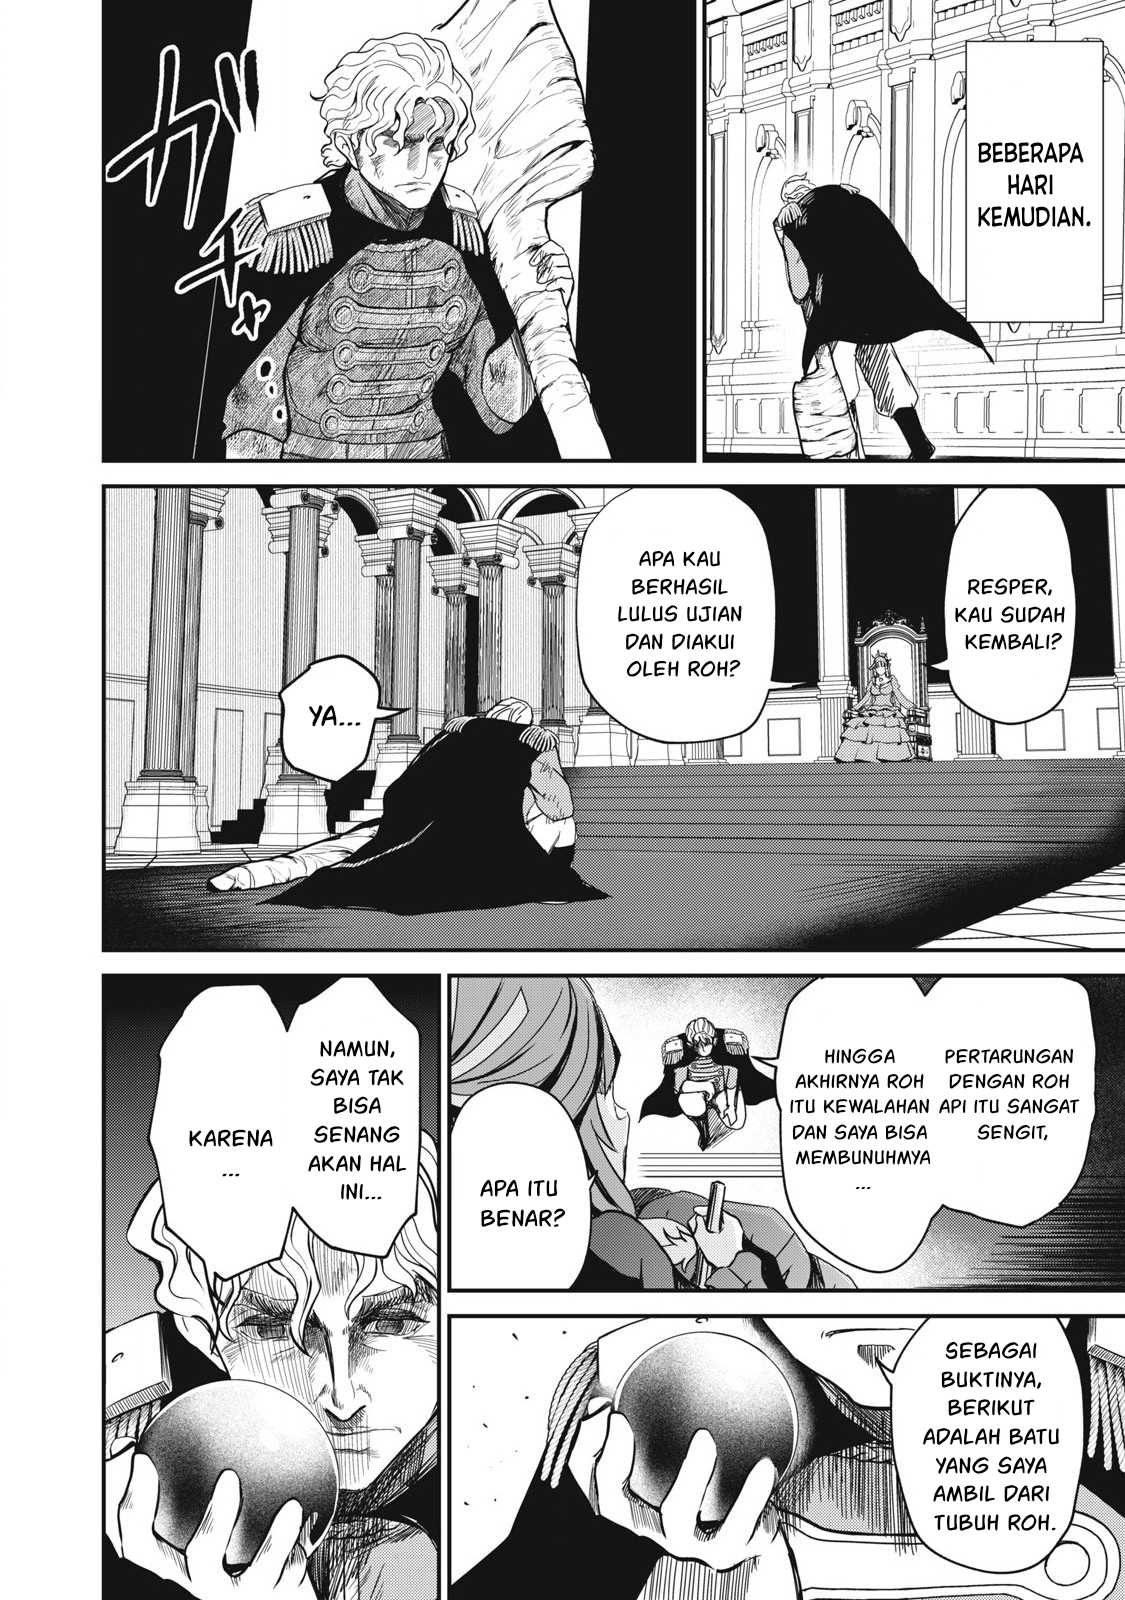 BEBERAPA
HARI
KEMUDIAN.
ガチャ
RESPER,
KAU SUDAH
KEMBALI?
APA KAU
BERHASIL
LULUS UJIAN
DAN DIAKUI
OLEH ROH?
YA...
PERTARUNGAN
DENGAN ROH
API ITU SANGAT
SENGIT,
HINGGA
AKHIRNYA ROH
ITU KEWALAHAN
DAN SAYA BISA
MEMBUNUHMYA
...
APA ITU
BENAR?
SEBAGAI
BUKTINYA,
BERIKUT
ADALAH BATU
YANG SAYA
AMBIL DARI
TUBUH ROH.
NAMUN,
SAYA TAK
BISA
SENANG
AKAN HAL
INI...
KARENA
...